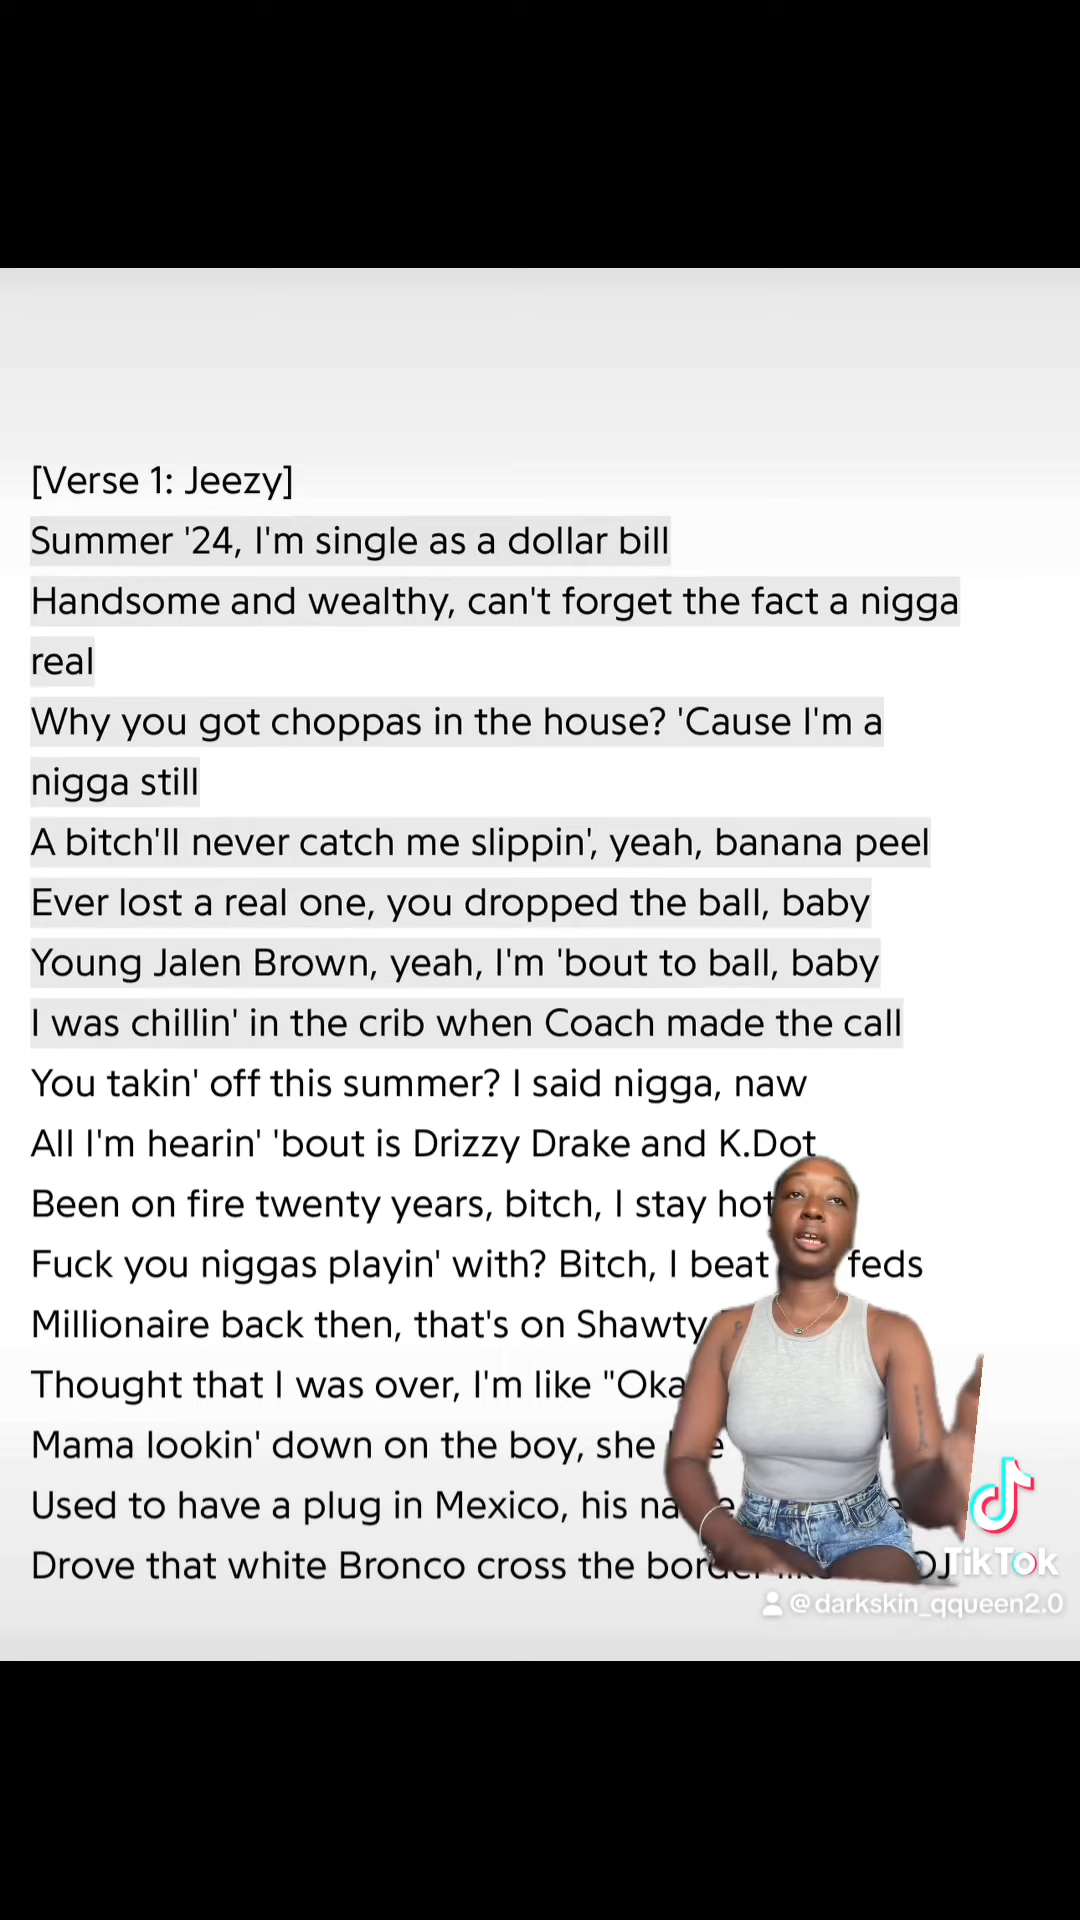 [Verse 1: Jeezy]
Summer '24, I'm single as a dollar bill
Handsome and wealthy, can't forget the fact a nigga
real
Why you got choppas in the house? 'Cause I'm a
nigga still
A bitch'll never catch me slippin', yeah, banana peel
Ever lost a real one, you dropped the ball, baby
Young Jalen Brown, yeah, I'm 'bout to ball, baby
I was chillin' in the crib when Coach made the call
You takin' off this summer? I said nigga, naw
All I'm hearin' 'bout is Drizzy Drake and K.Dot
Been on fire twenty years, bitch, I stay hot
Fuck you niggas playin' with? Bitch, I beat feds
Millionaire back then, that's on Shawty
Thought that I was over, I'm like
Mama lookin' down on the boy, she
Used to have a plug in Mexico, his
Drove that white Bronco cross the OJ
TikTok
@darkskin_qqueen2.0